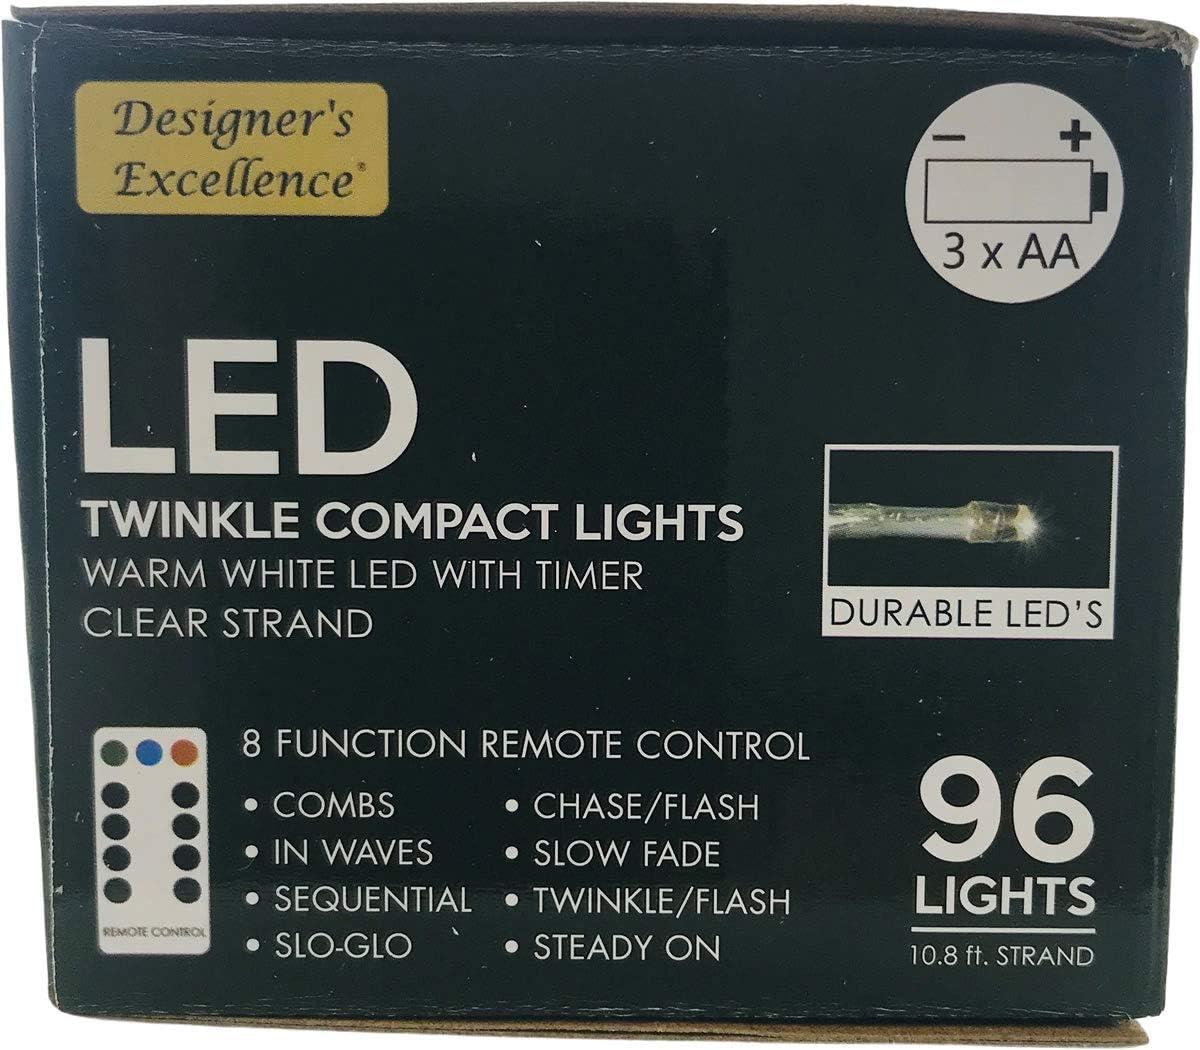 Designer's
Excellence®
− +
3 x AA
LED
TWINKLE COMPACT LIGHTS
WARM WHITE LED WITH TIMER
CLEAR STRAND
DURABLE LED'S
8 FUNCTION REMOTE CONTROL
• COMBS
• IN WAVES
• SEQUENTIAL
• SLO-GLO
• CHASE/FLASH
• SLOW FADE
• TWINKLE/FLASH
• STEADY ON
REMOTE CONTROL
96
LIGHTS
10.8 ft. STRAND